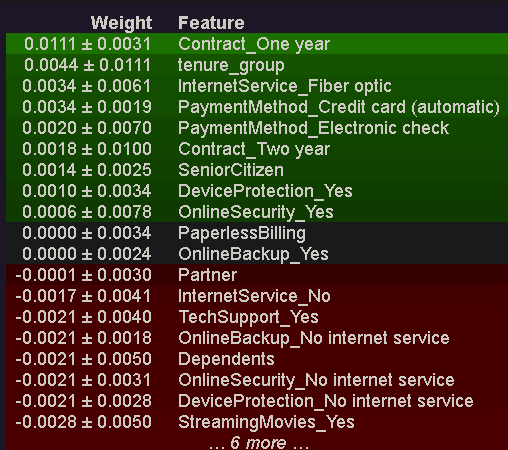 Weight Feature
0.0111 ± 0.0031 Contract_One year
0.0044 ± 0.0111 tenure_group
0.0034 ± 0.0061 InternetService_Fiber optic
0.0034 ± 0.0019 PaymentMethod_Credit card (automatic)
0.0020 ± 0.0070 PaymentMethod_Electronic check
0.0018 ± 0.0100 Contract_Two year
0.0014 ± 0.0025 SeniorCitizen
0.0010 ± 0.0034 DeviceProtection_Yes
0.0006 ± 0.0078 OnlineSecurity_Yes
0.0000 ± 0.0034 PaperlessBilling
0.0000 ± 0.0024 OnlineBackup_Yes
-0.0001 ± 0.0030 Partner
-0.0017 ± 0.0041 InternetService_No
-0.0021 ± 0.0040 TechSupport_Yes
-0.0021 ± 0.0018 OnlineBackup_No internet service
-0.0021 ± 0.0050 Dependents
-0.0021 ± 0.0031 OnlineSecurity_No internet service
-0.0021 ± 0.0028 DeviceProtection_No internet service
-0.0028 ± 0.0050 StreamingMovies_Yes
… 6 more …